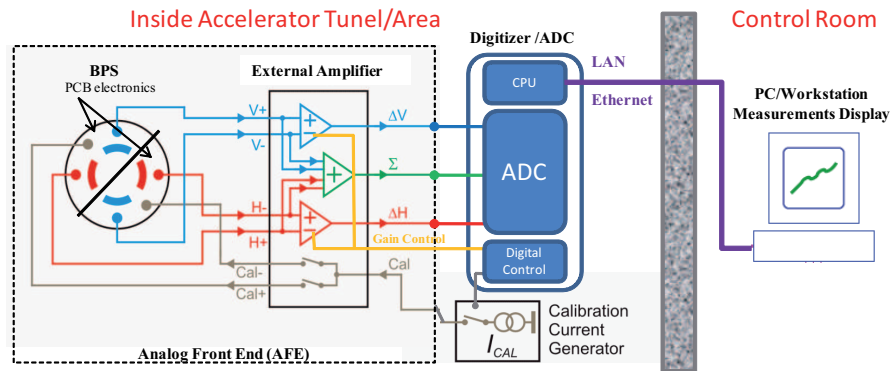 Inside Accelerator Tunel/Area
Control Room
Digitizer /ADC
BPS
PCB electronics
External Amplifier
CPU
LAN
Ethernet
PC/Workstation
Measurements Display
V+
V-
ΔV
Σ
ADC
H-
H+
ΔH
Gain Control
Digital
Control
Cal-
Cal+
Cal
I CAL
Calibration
Current
Generator
Analog Front End (AFE)